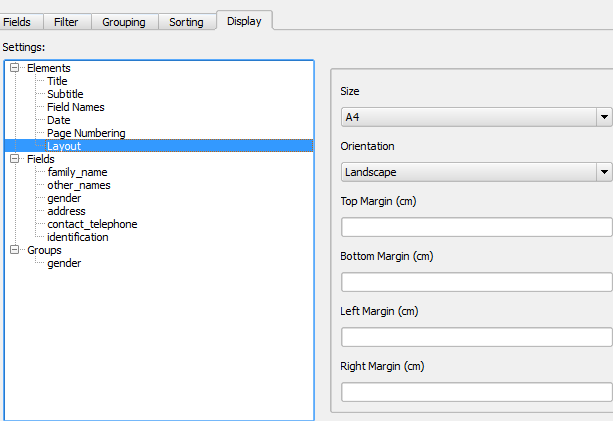 Fields Filter Grouping Sorting Display
Settings:
Elements
Title
Subtitle
Field Names
Date
Page Numbering
Layout
Fields
family_name
other_names
gender
address
contact_telephone
identification
Groups
gender
Size
A4
Orientation
Landscape
Top Margin (cm)
Bottom Margin (cm)
Left Margin (cm)
Right Margin (cm)